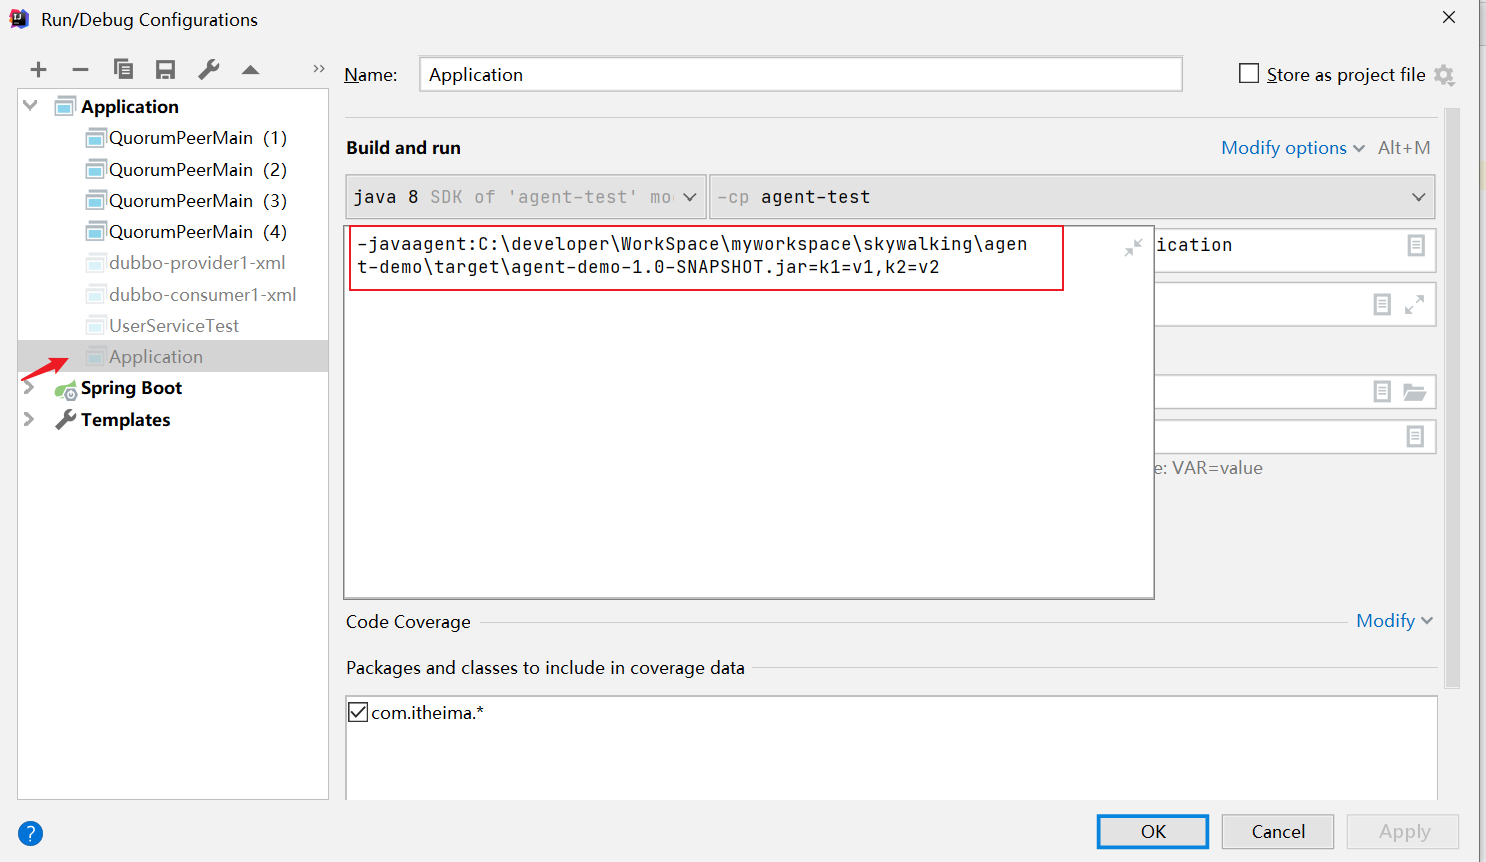 Run/Debug Configurations
Name: Application Store as project file
Application
QuorumPeerMain (1)
QuorumPeerMain (2)
QuorumPeerMain (3)
QuorumPeerMain (4)
dubbo-provider1-xml
dubbo-consumer1-xml
UserServiceTest
Application
Spring Boot
Templates
Build and run Modify options Alt+M
java 8 SDK of 'agent-test' mo -cp agent-test
-javaagent:C:\developer\WorkSpace\myworkspace\skywalking\agen
t-demo\target\agent-demo-1.0-SNAPSHOT.jar=k1=v1,k2=v2
ication
e: VAR=value
Code Coverage Modify
Packages and classes to include in coverage data
com.itheima.*
? OK Cancel Apply